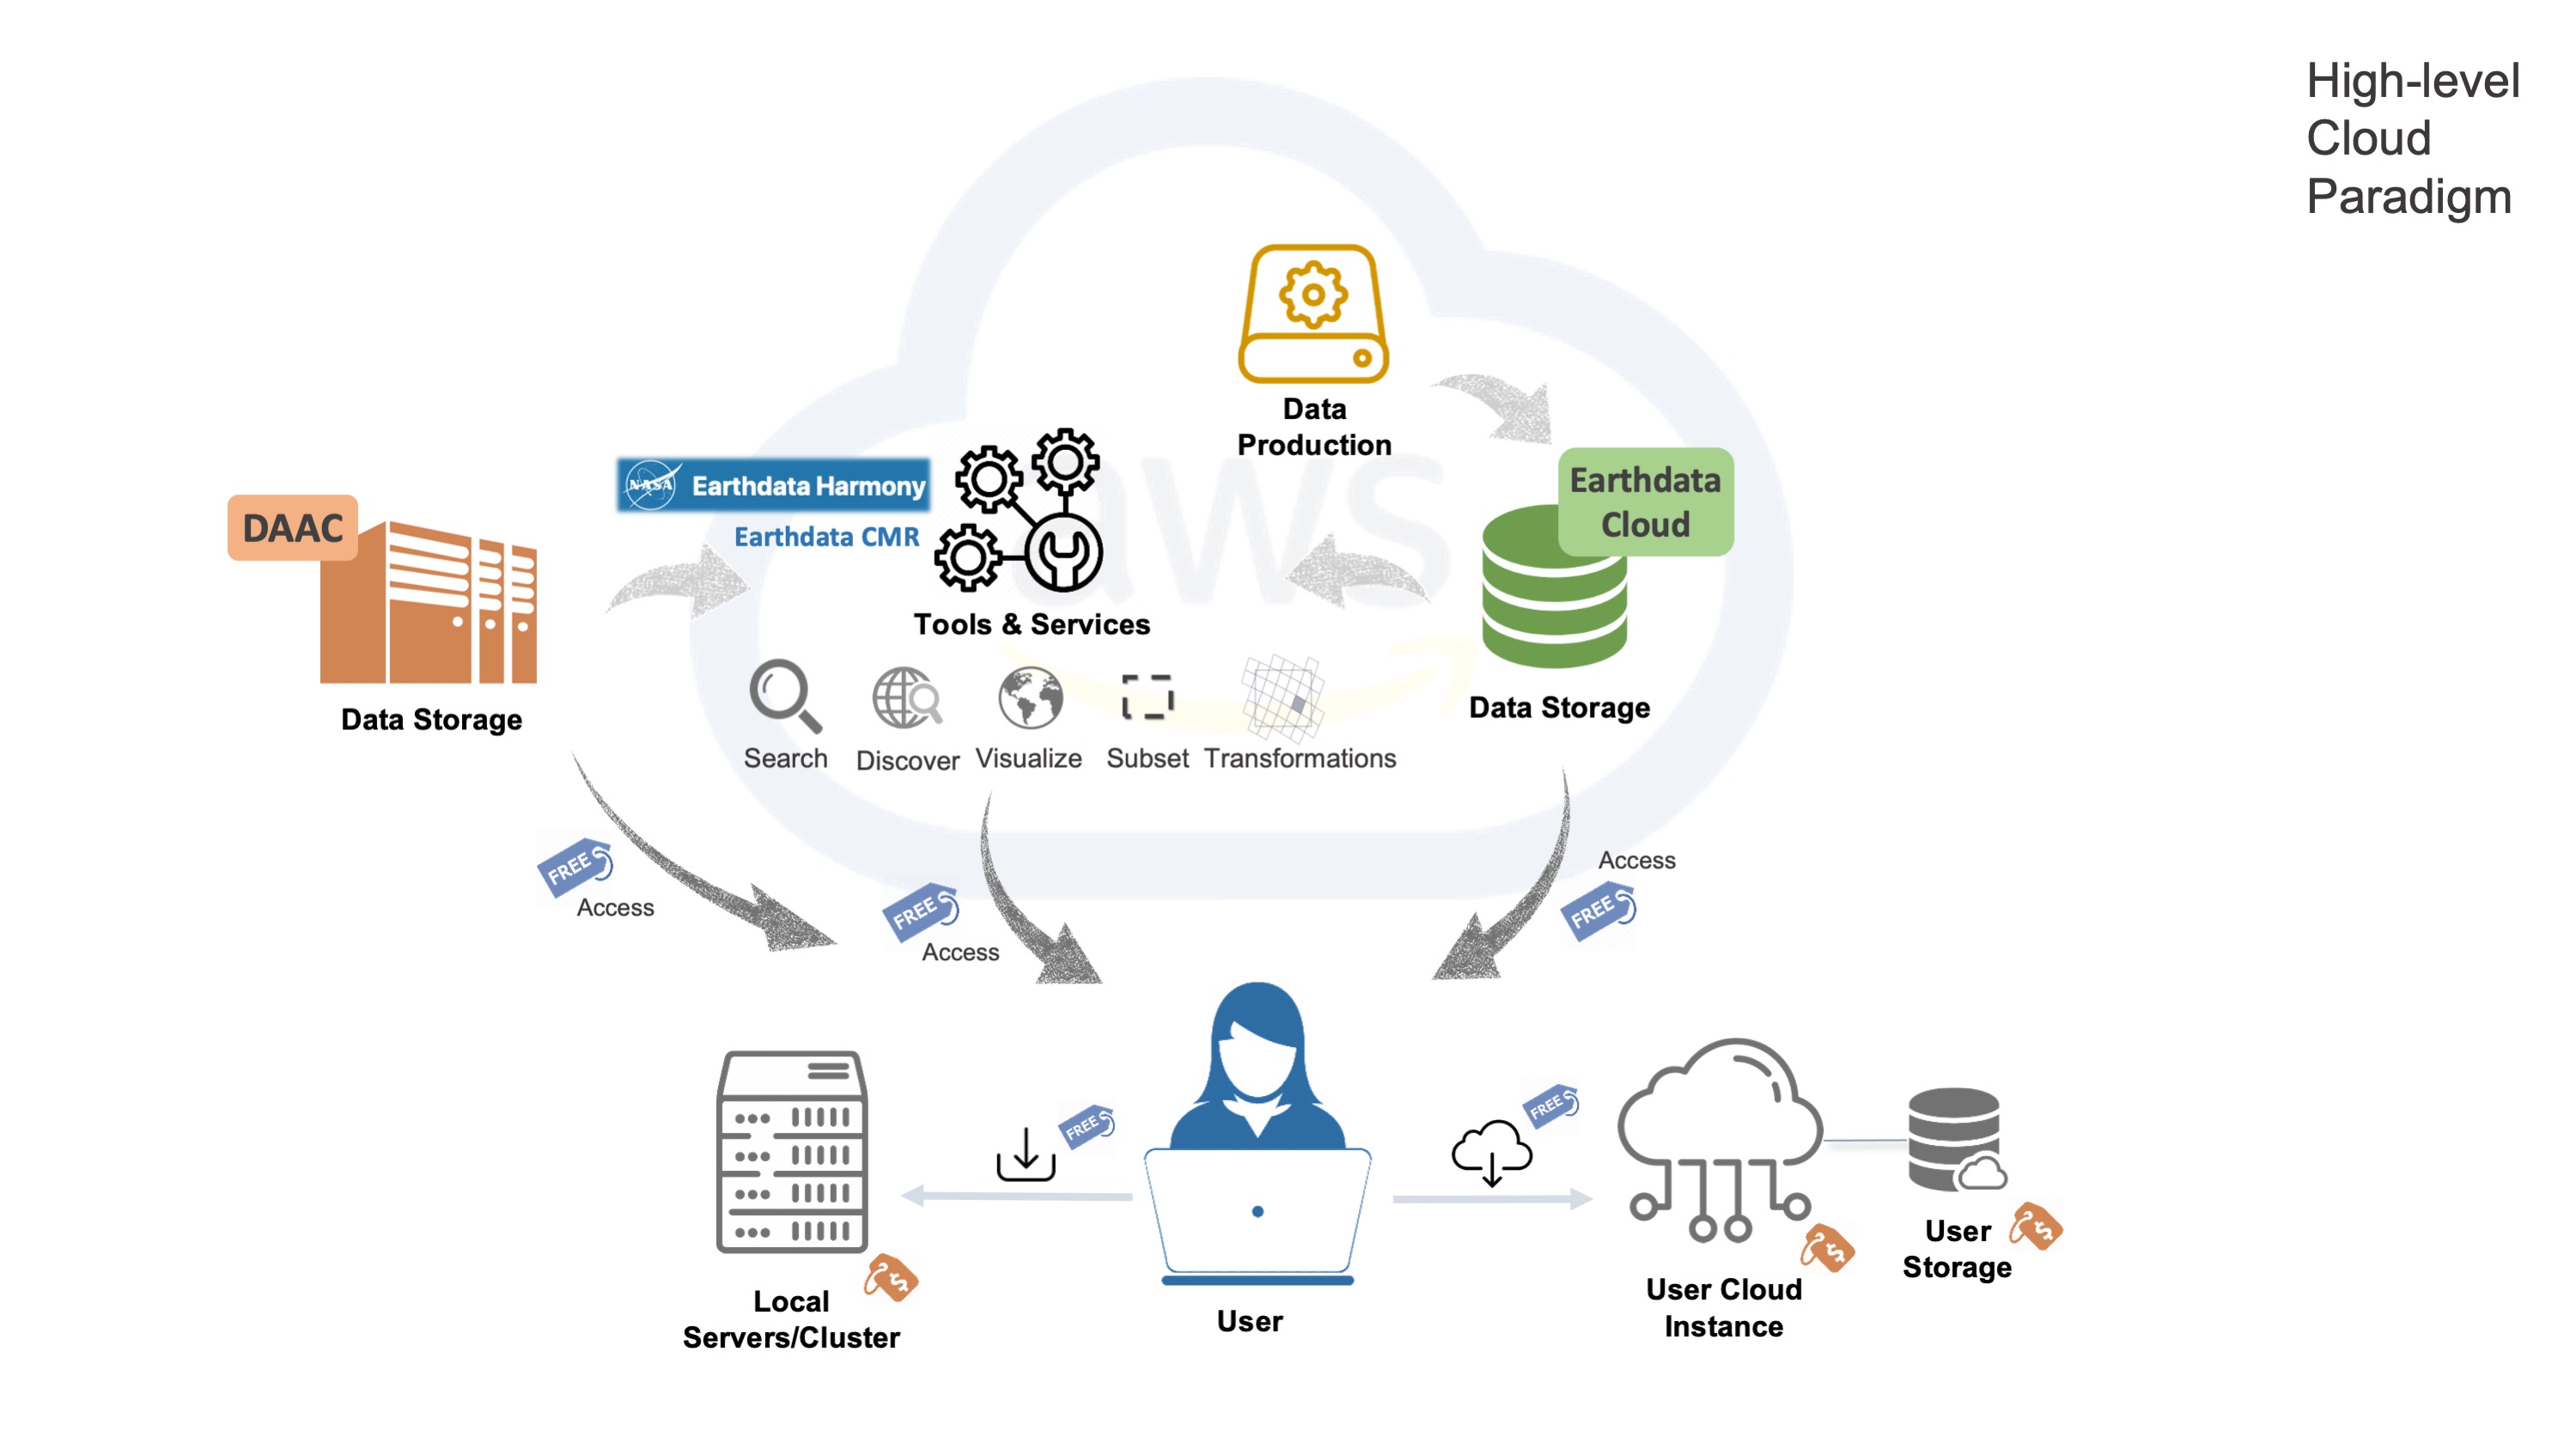 High-level
Cloud
Paradigm
Data
Production
aws
Earthdata
Cloud
NASA
Earthdata Harmony
Earthdata CMR
DAAC
Tools & Services
Data Storage
Data Storage
Search
Discover
Visualize
Subset
Transformations
FREE
Access
FREE
Access
Access
FREE
FREE
FREE
$
$
$
Local
Servers/Cluster
User
User Cloud
Instance
User
Storage